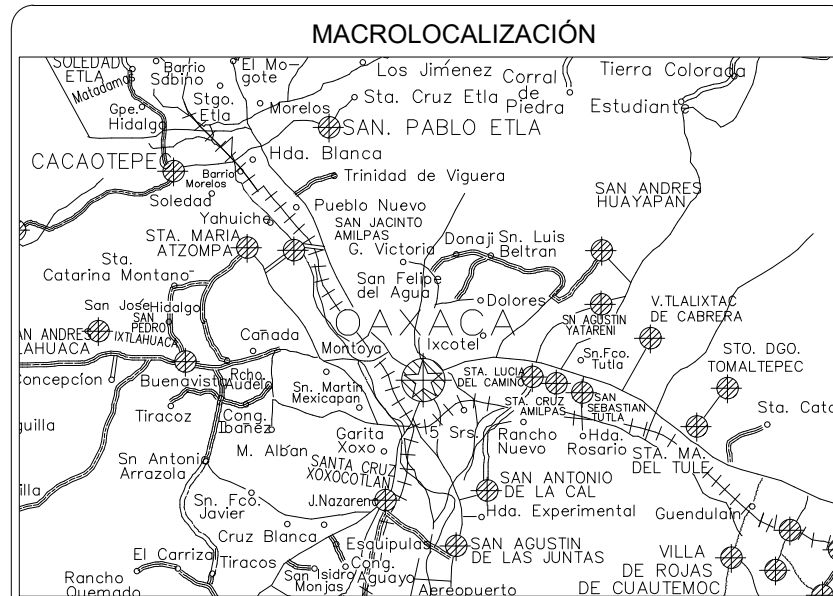 MACROLOCALIZACIÓN
SOLEDAD
ETLA
Matadamas
Barrio
Sabino
El Mo-
gote
Los Jimenez
Corral
de
Piedra
Tierra Colorada
Estudiante
Gpe.
Hidalgo
Stgo.
Etla
Morelos
Sta. Cruz Etla
SAN. PABLO ETLA
CACAOTEPE
Hda. Blanca
Barrio
Morelos
Trinidad de Viguera
Soledad
Yahuiche
Pueblo Nuevo
SAN ANDRES
HUAYAPAN
STA. MARIA
ATZOMPA
SAN JACINTO
AMILPAS
G. Victoria
Donaji
Sn. Luis
Beltran
Sta.
Catarina Montano
San Felipe
del Agua
Dolores
San Jose
Hidalgo
SAN
PEDRO
IXTLAHUACA
OAXACA
SN AGUSTIN
YATARENI
V.TLALIXTAC
DE CABRERA
AN ANDRES
LAHUACA
Cañada
Montoya
Ixcotel
Sn.Fco.
Tutla
STO. DGO.
TOMALTEPEC
oncepcíon
Buenavista
Rcho.
Audelo
Sn. Martin
Mexicapan
STA. LUCIA
DEL CAMINO
STA. CRUZ
AMILPAS
SAN
SEBASTIAN
TUTLA
Sta. Cata
Tiracoz
Cong.
Ibañez
guilla
M. Alban
Garita
Xoxo
5 Srs.
Rancho
Nuevo
Hda.
Rosario
STA. MA.
DEL TULE
Sn Antonio
Arrazola
SANTA CRUZ
XOXOCOTLAN
SAN ANTONIO
DE LA CAL
illa
Sn. Fco.
Javier
J.Nazareno
Hda. Experimental
Guendulain
Cruz Blanca
Esquipulas
SAN AGUSTIN
DE LAS JUNTAS
El Carrizal
Tiracos
Cong.
Aguayo
San Isidro
Monjas
VILLA
DE ROJAS
DE CUAUTEMOC
Rancho
Quemado
Aereopuerto